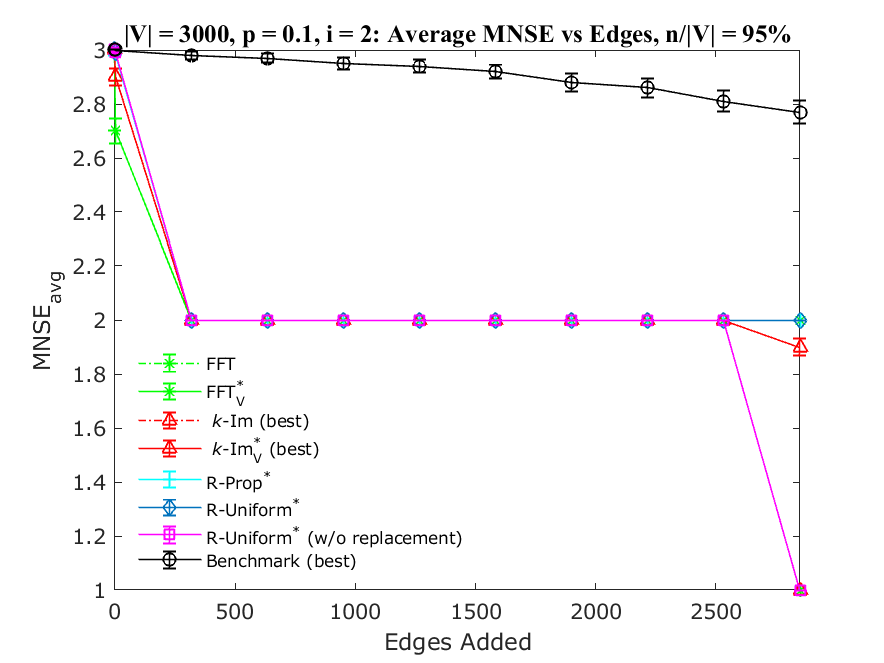 |V| = 3000, p = 0.1, i = 2: Average MNSE vs Edges, n/|V| = 95%
3
2.8
2.6
2.4
2.2
2
1.8
1.6
1.4
1.2
1
MNSE_avg
FFT
FFT*_V
k-Im (best)
k-Im*_V (best)
R-Prop*
R-Uniform*
R-Uniform* (w/o replacement)
Benchmark (best)
0 500 1000 1500 2000 2500
Edges Added